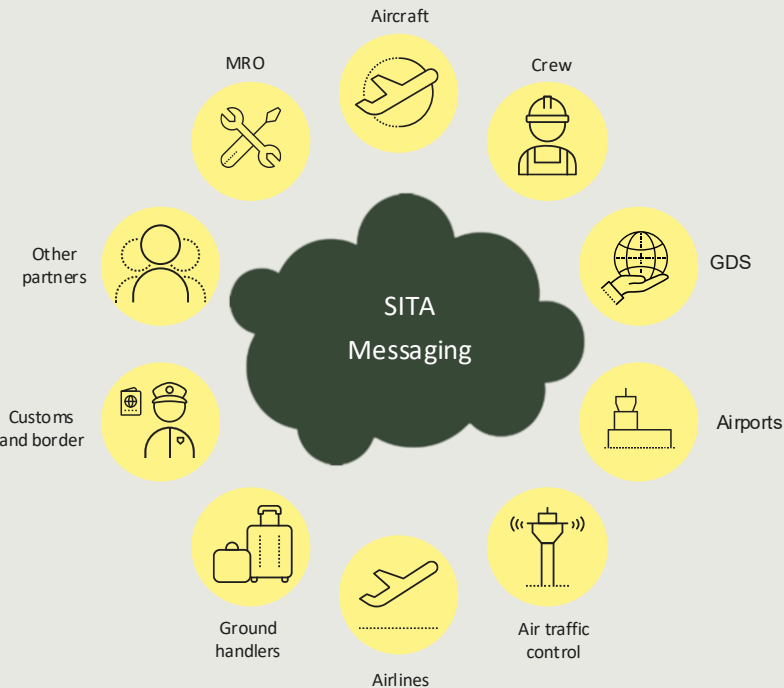 Aircraft
MRO
Crew
Other
partners
GDS
SITA
Messaging
Customs
and border
Airports
Ground
handlers
Air traffic
control
Airlines